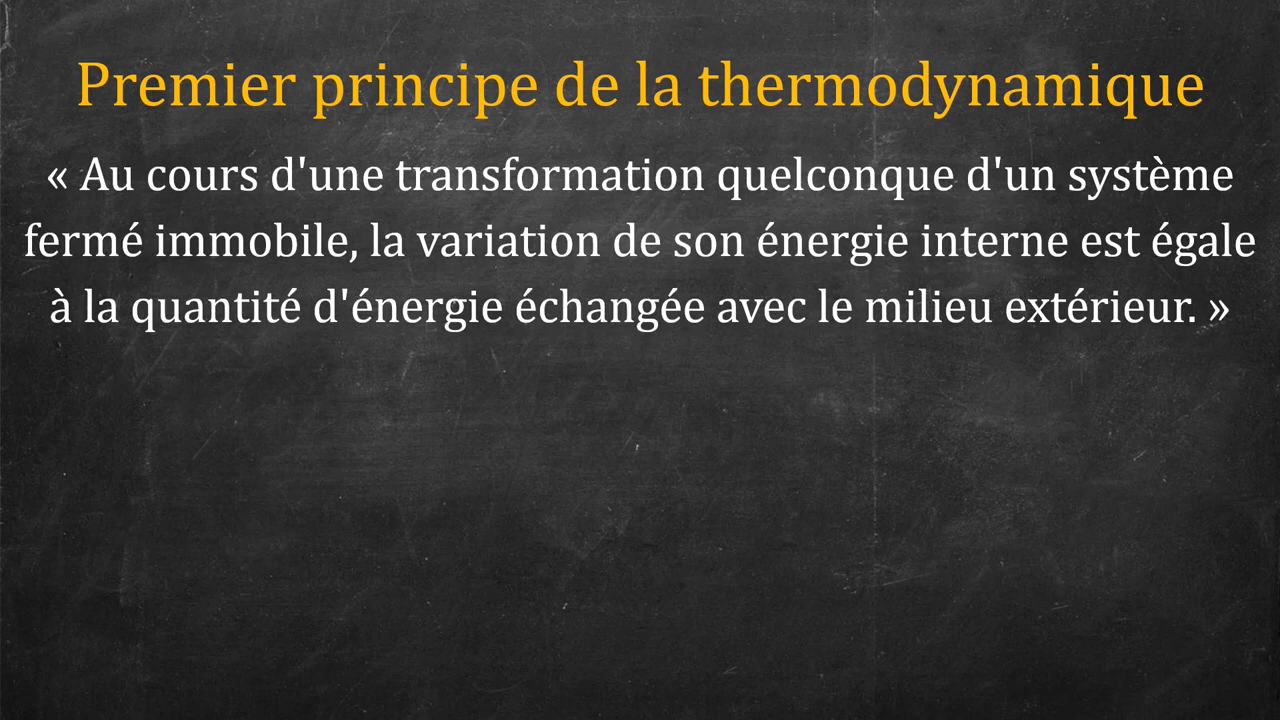 Premier principe de la thermodynamique
« Au cours d'une transformation quelconque d'un système
fermé immobile, la variation de son énergie interne est égale
à la quantité d'énergie échangée avec le milieu extérieur. »